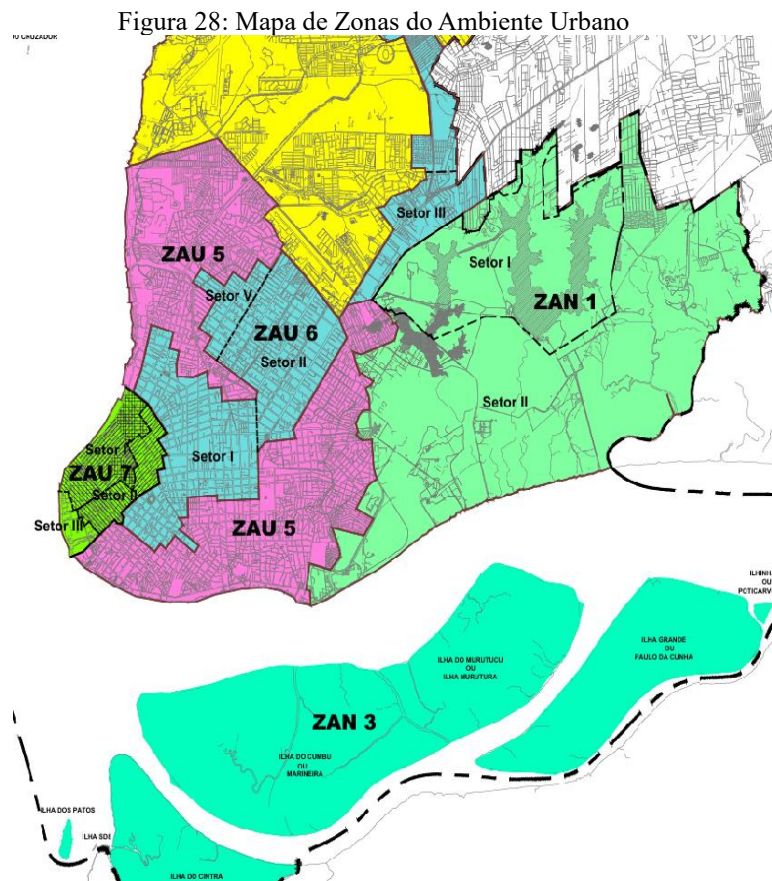 Figura 28: Mapa de Zonas do Ambiente Urbano
CRUZADOR
ZAU 5
Setor III
Setor I
Setor V
ZAN 1
ZAU 6
Setor II
Setor II
Setor I
ZAU 7
Setor I
Setor II
Setor III
ZAU 5
OU
ILHA GRANDE
OU
PAULO DA CUNHA
ILHA DO MURUTUCU
OU
ILHA MURUTURA
ZAN 3
ILHA DO CUMBU
OU
MARINEIRA
ILHA DOS PATOS
ILHA
ILHA DO CINTRA